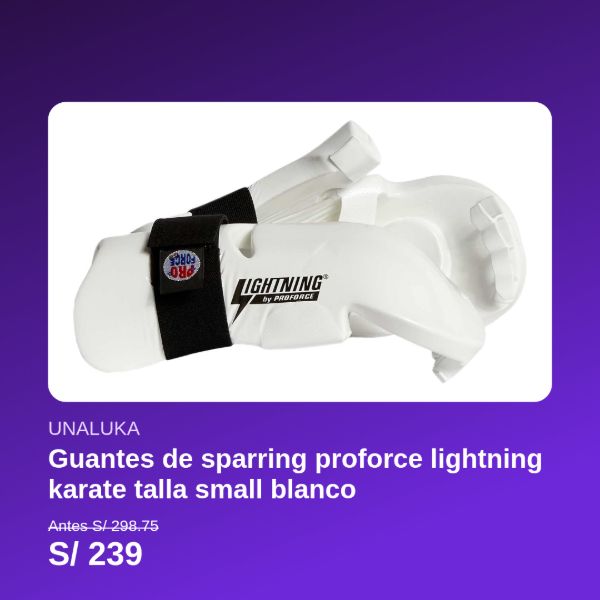 PRO
FORCE
LIGHTNING®
by PROFORCE
UNALUKA
Guantes de sparring proforce lightning
karate talla small blanco
Antes S/ 298.75
S/ 239